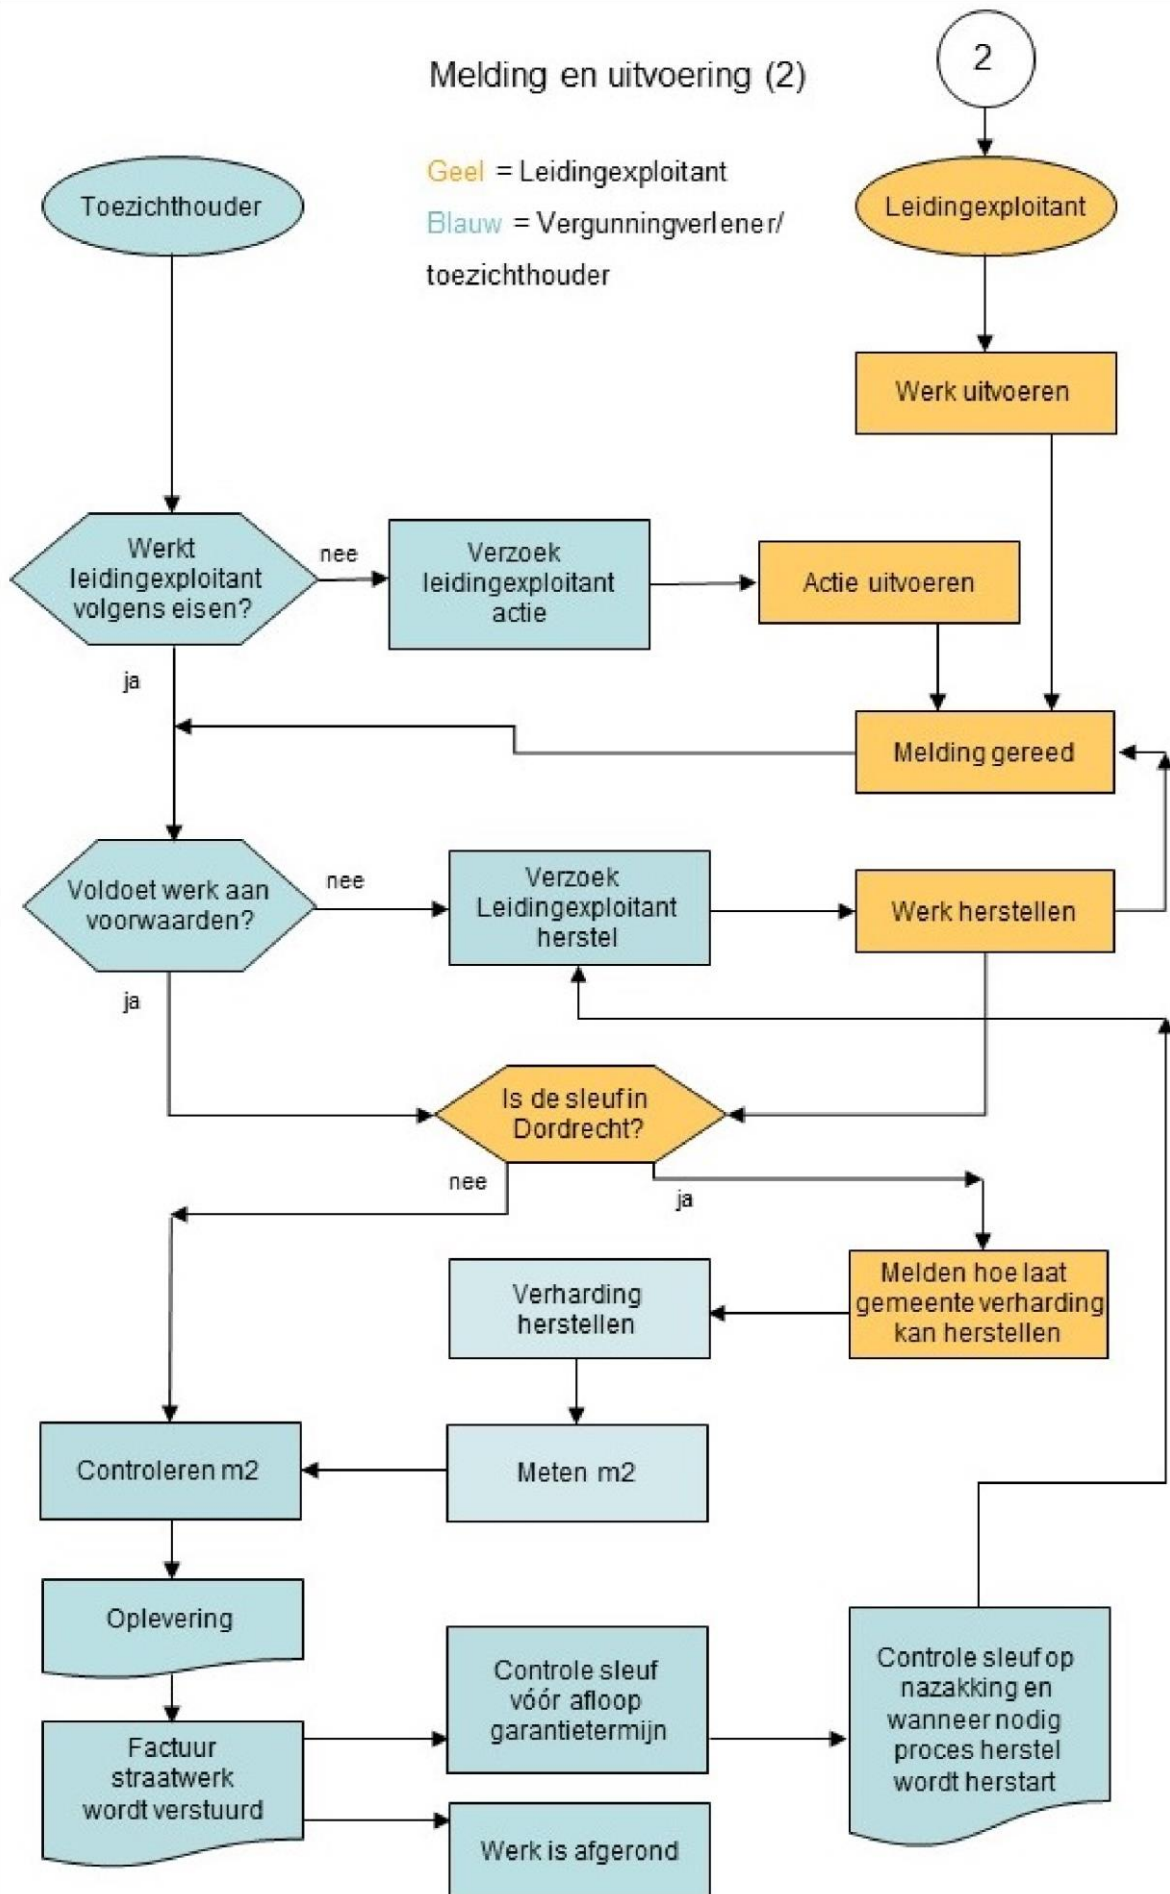 2
Melding en uitvoering (2)
Geel = Leidingexploitant
Blauw = Vergunningverlener/
toezichthouder
Toezichthouder
Leidingexploitant
Werk uitvoeren
Werkt
leidingexploitant
volgens eisen?
nee
Verzoek
leidingexploitant
actie
Actie uitvoeren
ja
Melding gereed
Voldoet werk aan
voorwaarden?
nee
Verzoek
Leidingexploitant
herstel
Werk herstellen
ja
Is de sleuf in
Dordrecht?
nee
ja
Verharding
herstellen
Melden hoe laat
gemeente verharding
kan herstellen
Controleren m2
Meten m2
Oplevering
Controle sleuf
vóór afloop
garantietermijn
Controle sleuf op
nazakking en
wanneer nodig
proces herstel
wordt herstart
Factuur
straatwerk
wordt verstuurd
Werk is afgerond